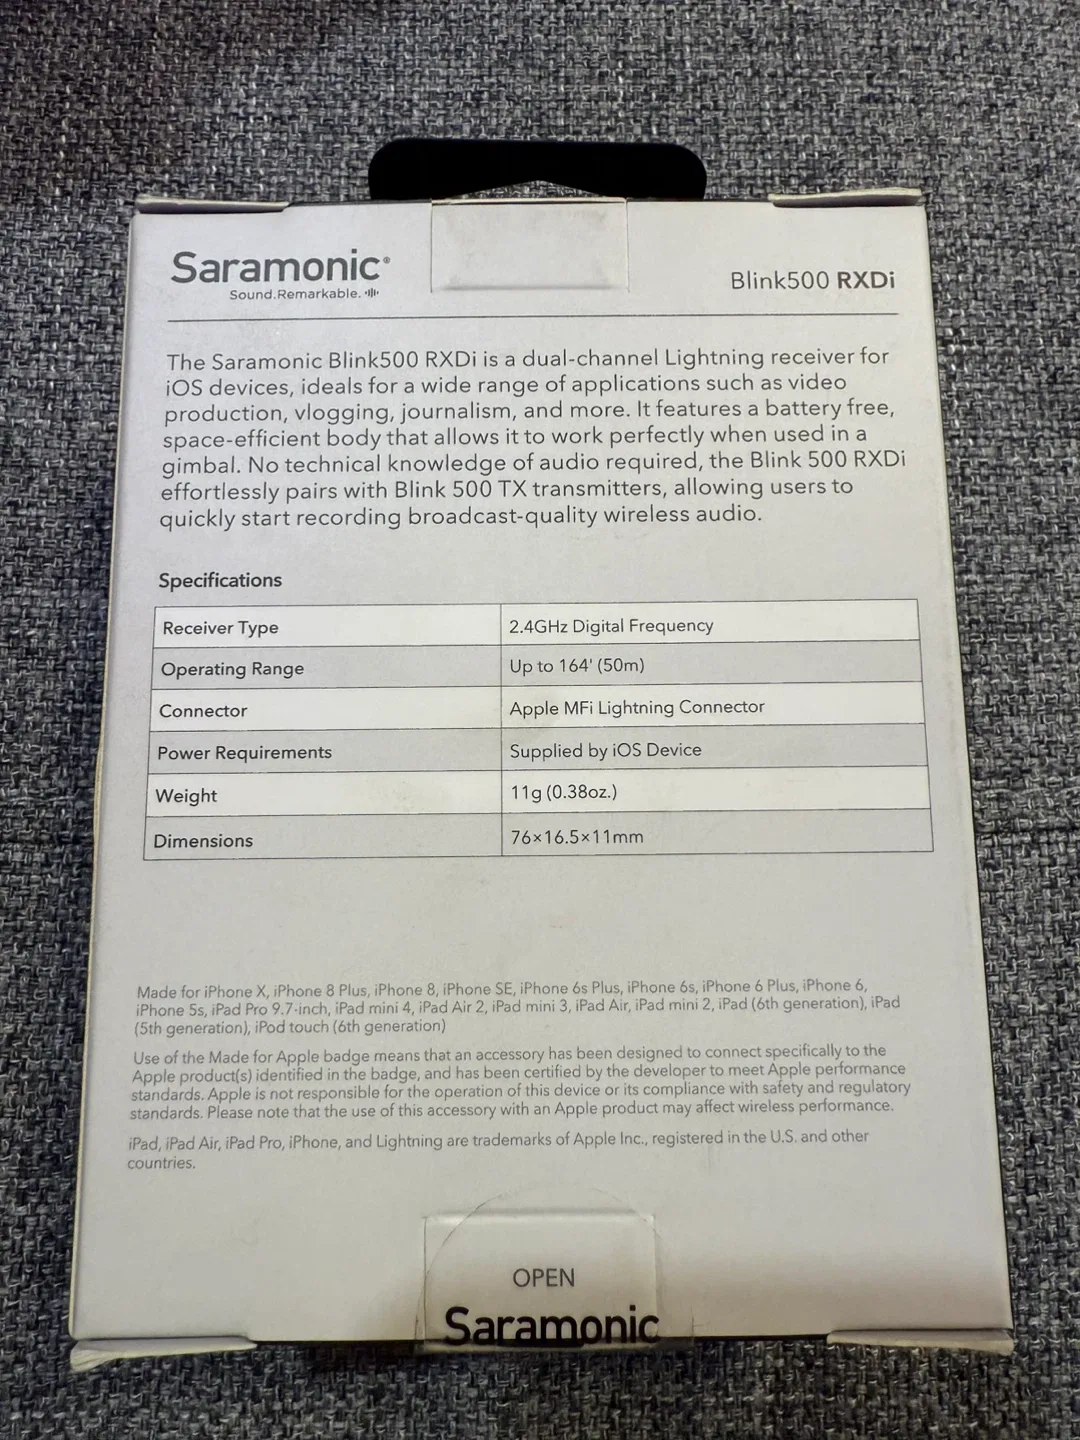 Saramonic®
Sound.Remarkable.
Blink500 RXDi
The Saramonic Blink500 RXDi is a dual-channel Lightning receiver for
iOS devices, ideals for a wide range of applications such as video
production, vlogging, journalism, and more. It features a battery free,
space-efficient body that allows it to work perfectly when used in a
gimbal. No technical knowledge of audio required, the Blink 500 RXDi
effortlessly pairs with Blink 500 TX transmitters, allowing users to
quickly start recording broadcast-quality wireless audio.
Specifications
Receiver Type 2.4GHz Digital Frequency
Operating Range Up to 164' (50m)
Connector Apple MFi Lightning Connector
Power Requirements Supplied by iOS Device
Weight 11g (0.38oz.)
Dimensions 76×16.5×11mm
Made for iPhone X, iPhone 8 Plus, iPhone 8, iPhone SE, iPhone 6s Plus, iPhone 6s, iPhone 6 Plus, iPhone 6,
iPhone 5s, iPad Pro 9.7-inch, iPad mini 4, iPad Air 2, iPad mini 3, iPad Air, iPad mini 2, iPad (6th generation), iPad
(5th generation), iPod touch (6th generation)
Use of the Made for Apple badge means that an accessory has been designed to connect specifically to the
Apple product(s) identified in the badge, and has been certified by the developer to meet Apple performance
standards. Apple is not responsible for the operation of this device or its compliance with safety and regulatory
standards. Please note that the use of this accessory with an Apple product may affect wireless performance.
iPad, iPad Air, iPad Pro, iPhone, and Lightning are trademarks of Apple Inc., registered in the U.S. and other
countries.
OPEN
Saramonic